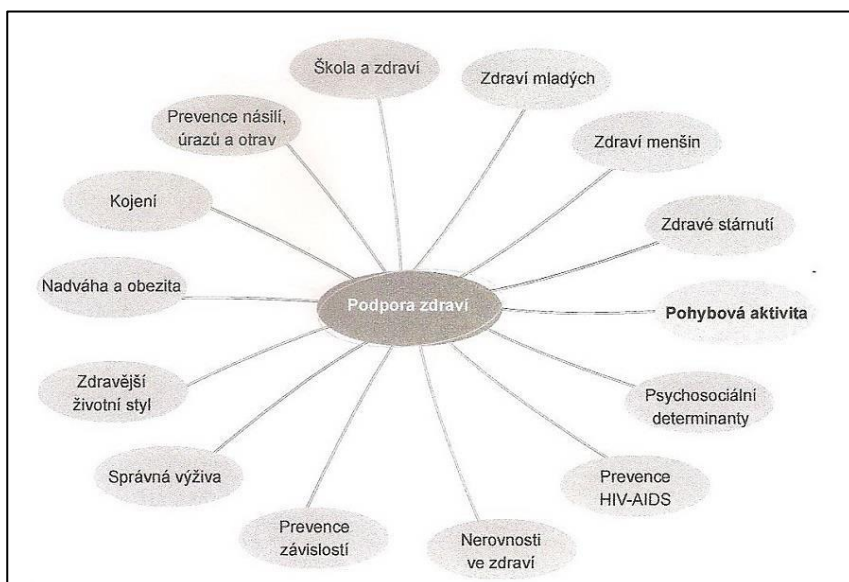 Škola a zdraví
Zdraví mladých
Prevence násilí,
úrazů a otrav
Zdraví menšin
Kojení
Zdravé stárnutí
Nadváha a obezita
Podpora zdraví
Pohybová aktivita
Zdravější
životní styl
Psychosociální
determinanty
Správná výživa
Prevence
HIV-AIDS
Prevence
závislostí
Nerovnosti
ve zdraví